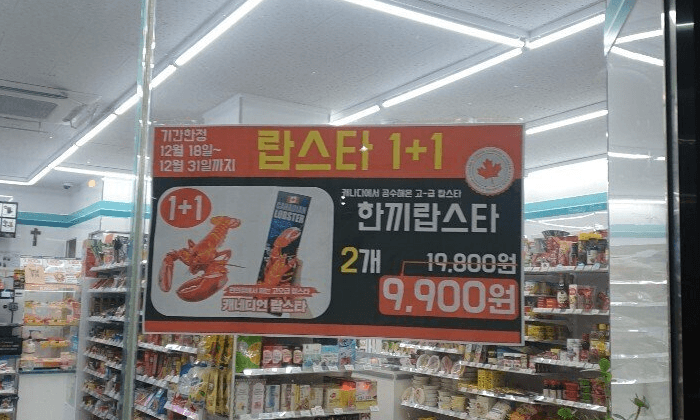 기간한정
12월 18일~
12월 31일까지
랍스타 1+1
1+1
CANADIAN
LOBSTER
캐나다에서 공수해온 고-급 랍스타
한끼랍스타
2개 19,800원
9,900원
캐네디언 랍스타